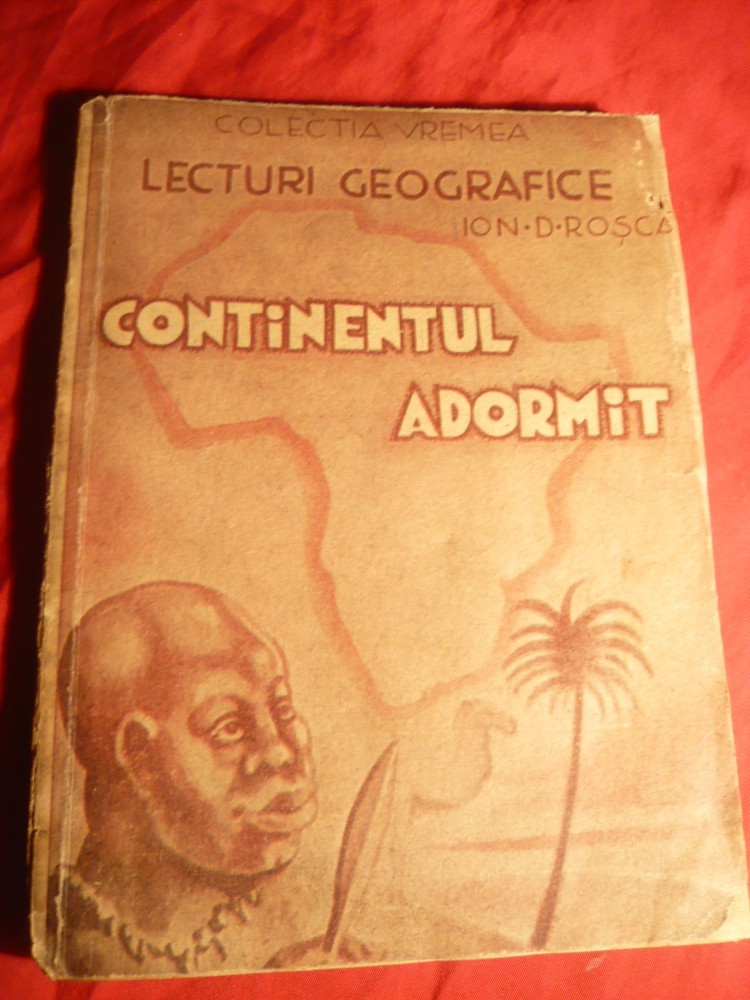 COLECTIA VREMEA
LECTURI GEOGRAFICE
ION·D·ROȘCA
CONTiNENTUL
ADORMiT